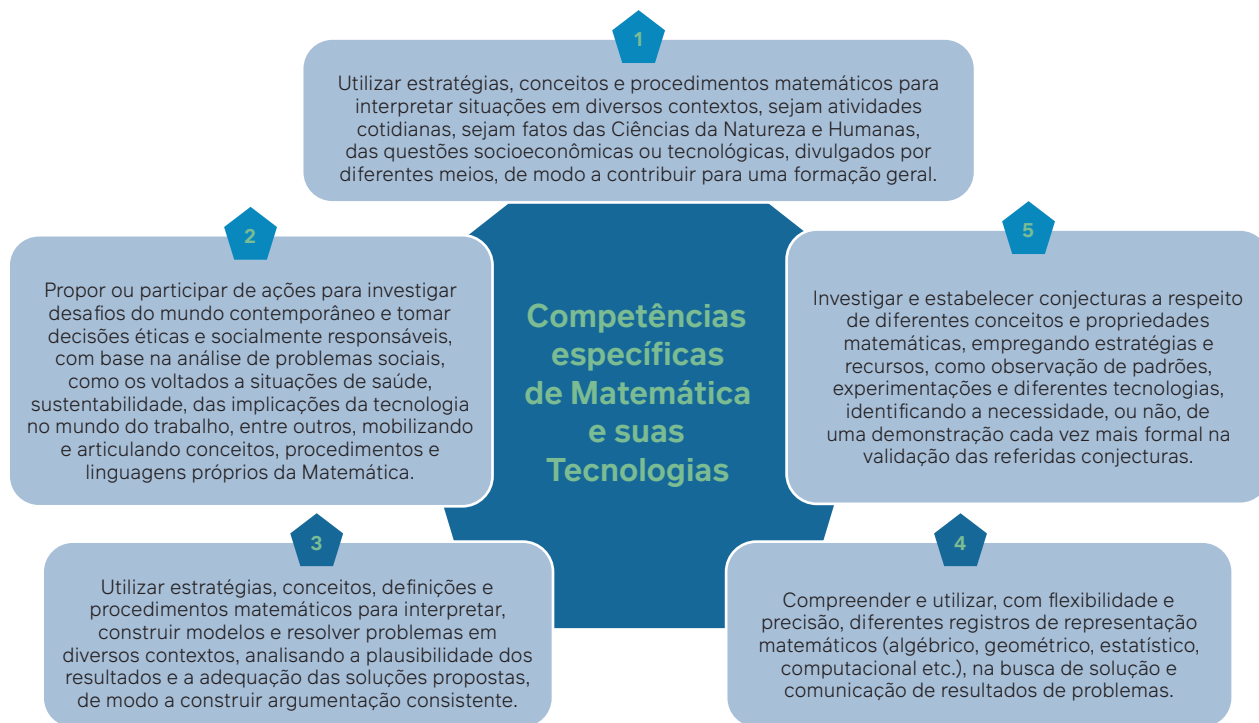 1
Utilizar estratégias, conceitos e procedimentos matemáticos para
interpretar situações em diversos contextos, sejam atividades
cotidianas, sejam fatos das Ciências da Natureza e Humanas,
das questões socioeconômicas ou tecnológicas, divulgados por
diferentes meios, de modo a contribuir para uma formação geral.
2
Propor ou participar de ações para investigar
desafios do mundo contemporâneo e tomar
decisões éticas e socialmente responsáveis,
com base na análise de problemas sociais,
como os voltados a situações de saúde,
sustentabilidade, das implicações da tecnologia
no mundo do trabalho, entre outros, mobilizando
e articulando conceitos, procedimentos e
linguagens próprios da Matemática.
Competências
específicas
de Matemática
e suas
Tecnologias
5
Investigar e estabelecer conjecturas a respeito
de diferentes conceitos e propriedades
matemáticas, empregando estratégias e
recursos, como observação de padrões,
experimentações e diferentes tecnologias,
identificando a necessidade, ou não, de
uma demonstração cada vez mais formal na
validação das referidas conjecturas.
3
Utilizar estratégias, conceitos, definições e
procedimentos matemáticos para interpretar,
construir modelos e resolver problemas em
diversos contextos, analisando a plausibilidade dos
resultados e a adequação das soluções propostas,
de modo a construir argumentação consistente.
4
Compreender e utilizar, com flexibilidade e
precisão, diferentes registros de representação
matemáticos (algébrico, geométrico, estatístico,
computacional etc.), na busca de solução e
comunicação de resultados de problemas.